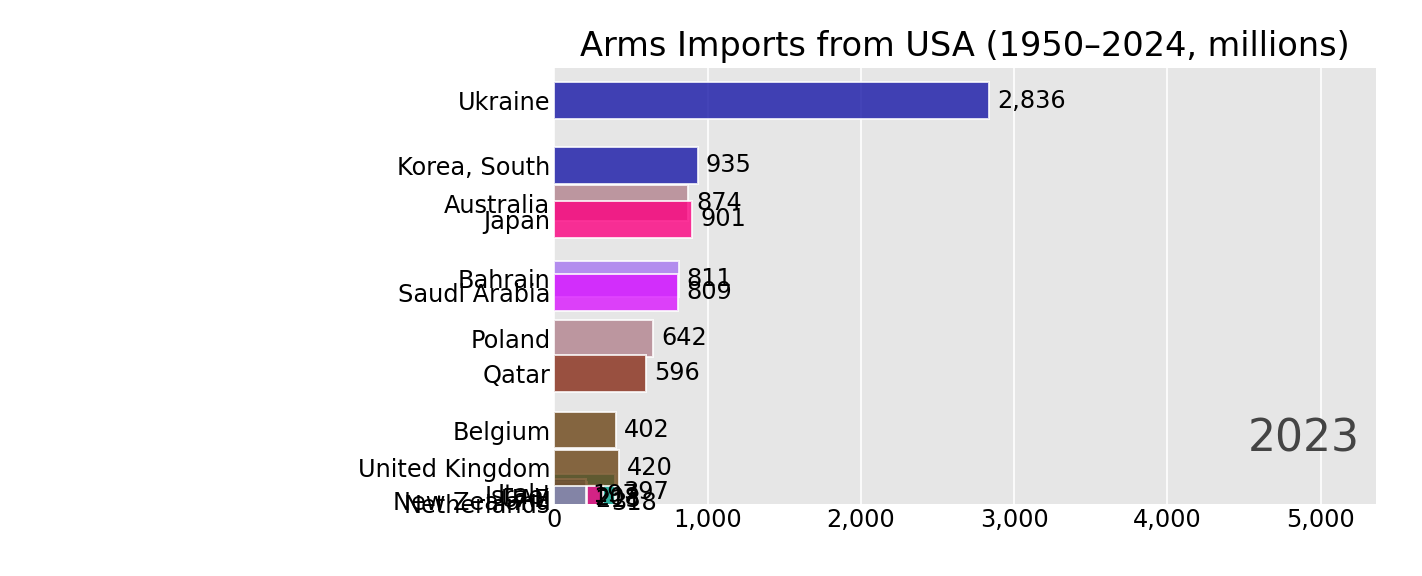 Arms Imports from USA (1950–2024, millions)
Ukraine 2,836
Korea, South 935
Australia 874
Japan 901
Bahrain 811
Saudi Arabia 809
Poland 642
Qatar 596
Belgium 402
2023
United Kingdom 420
Italy 397
Netherlands 318
0 1,000 2,000 3,000 4,000 5,000